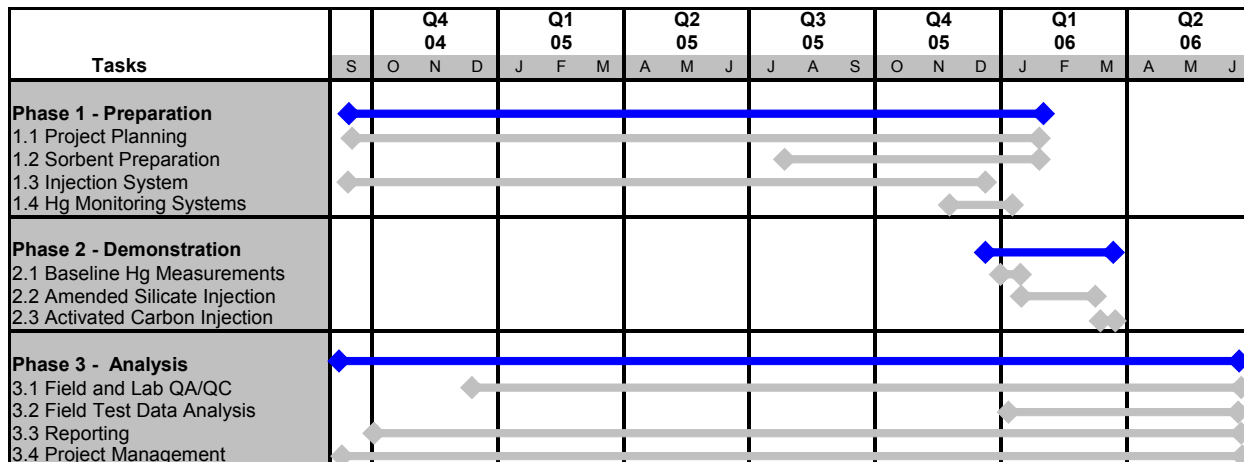 Q4 Q1 Q2 Q3 Q4 Q1 Q2
04 05 05 05 05 06 06
Tasks S O N D J F M A M J J A S O N D J F M A M J
Phase 1 - Preparation
1.1 Project Planning
1.2 Sorbent Preparation
1.3 Injection System
1.4 Hg Monitoring Systems
Phase 2 - Demonstration
2.1 Baseline Hg Measurements
2.2 Amended Silicate Injection
2.3 Activated Carbon Injection
Phase 3 - Analysis
3.1 Field and Lab QA/QC
3.2 Field Test Data Analysis
3.3 Reporting
3.4 Project Management